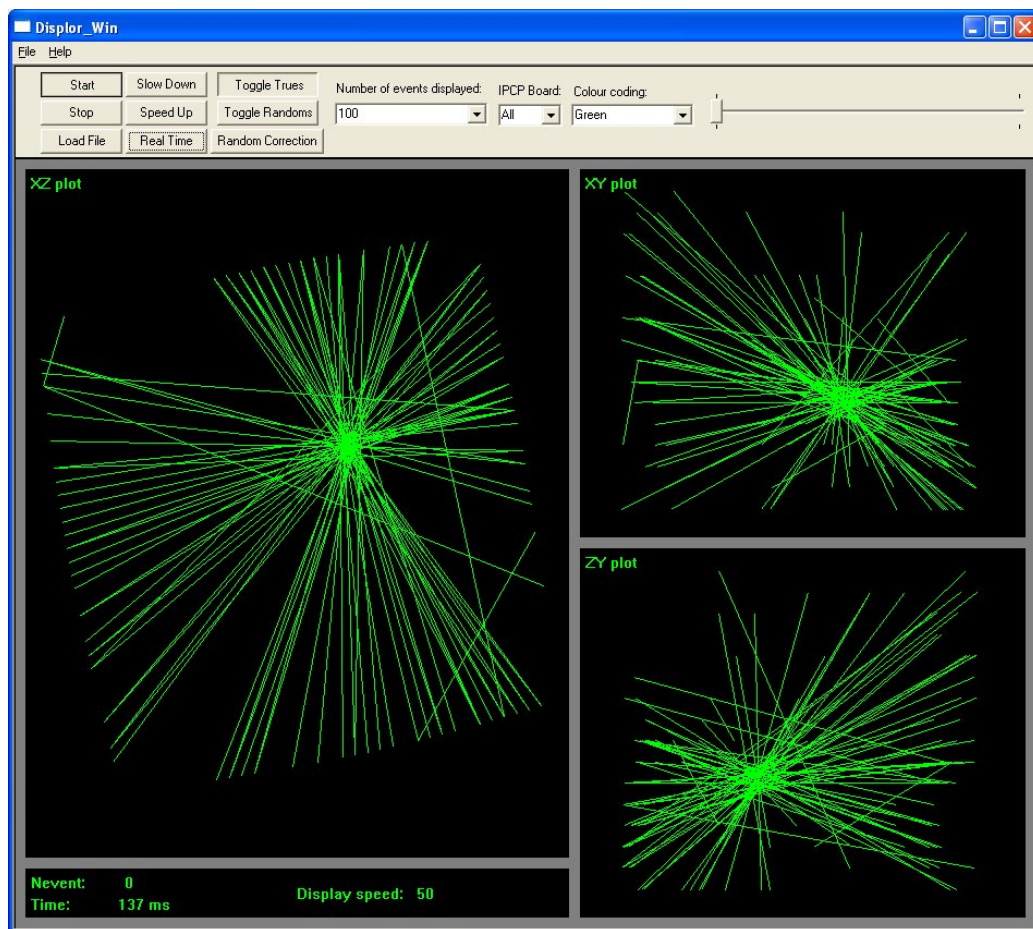 Displor_Win
File Help
Start Slow Down Toggle Trues Number of events displayed: IPCP Board: Colour coding:
Stop Speed Up Toggle Randoms 100 All Green
Load File Real Time Random Correction
XZ plot
XY plot
ZY plot
Nevent: 0
Time: 137 ms
Display speed: 50